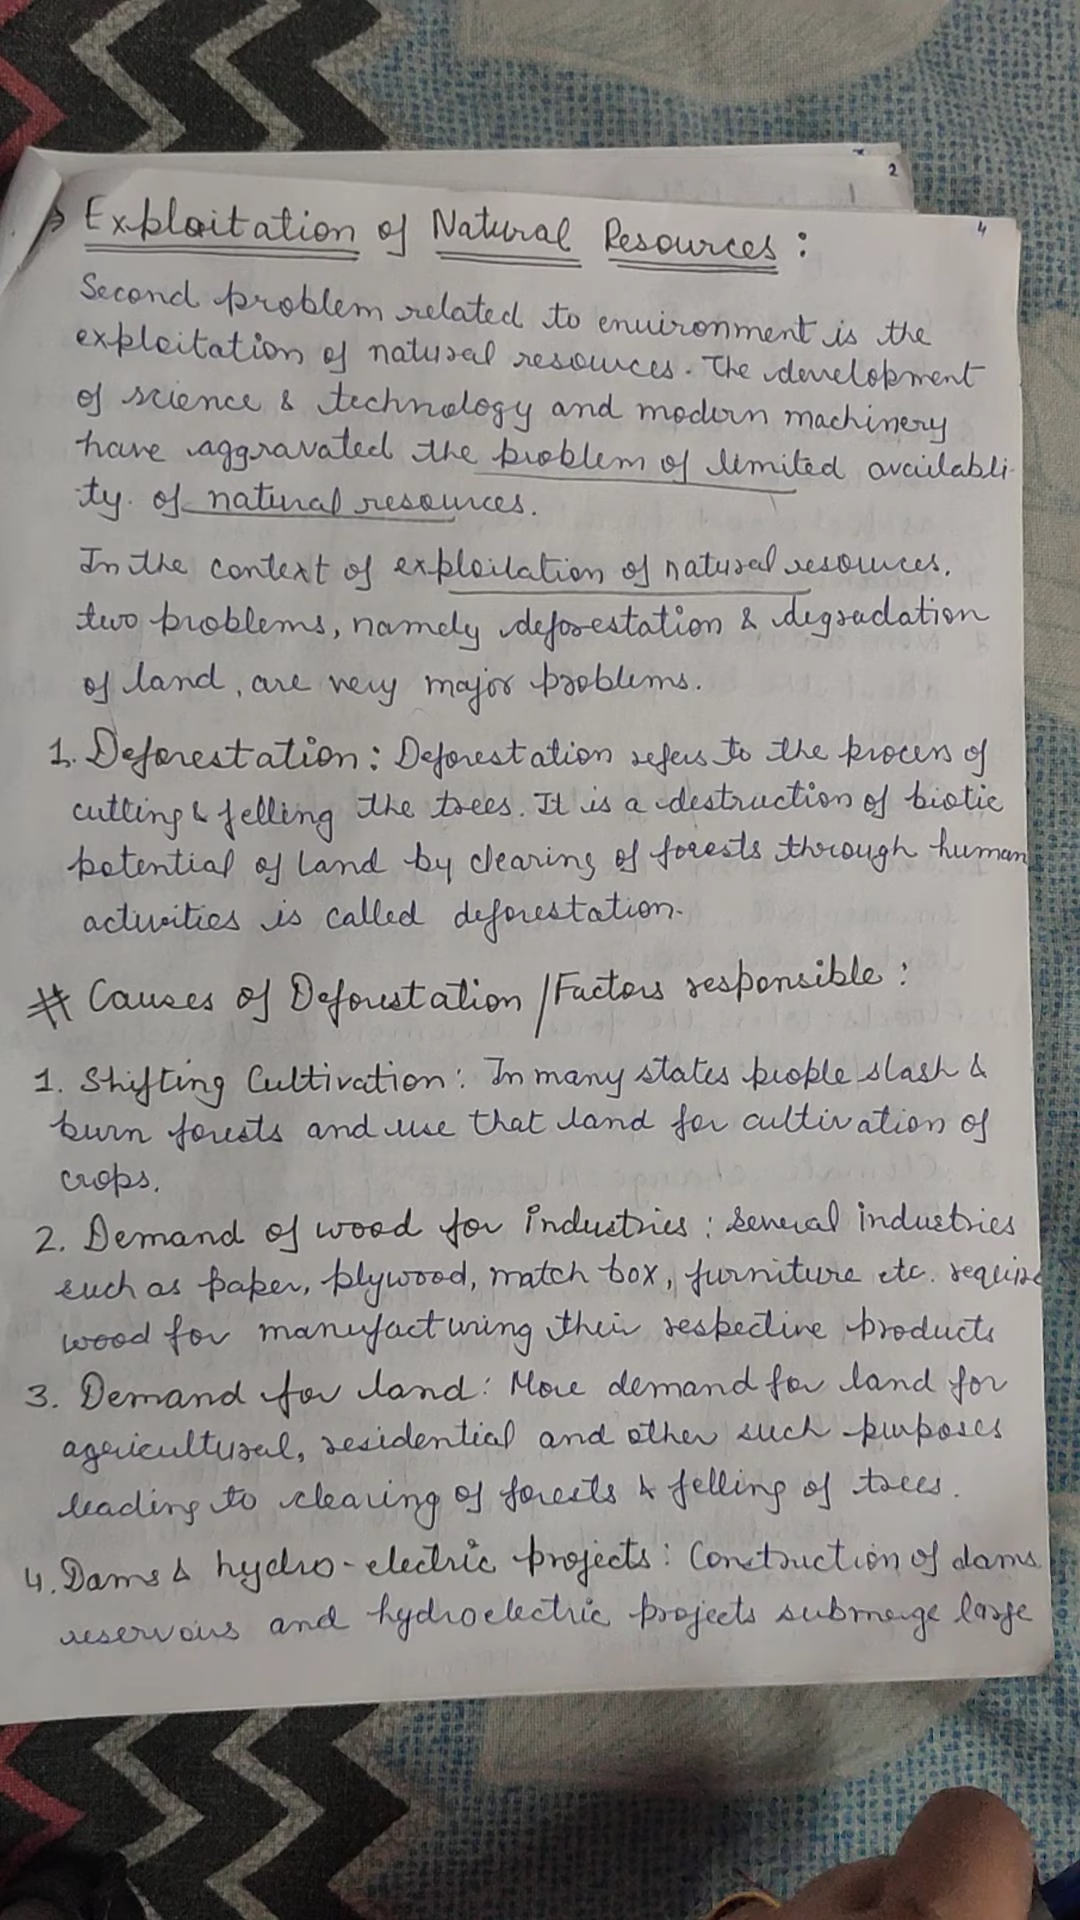 2
4
→ Exploitation of Natural Resources :
Second problem related to environment is the
exploitation of natural resources. The development
of science & technology and modern machinery
have aggravated the problem of limited availabli-
ty. of natural resources.
In the context of exploitation of natural resources,
two problems, namely deforestation & degradation
of land, are very major problems.
1. Deforestation : Deforestation refers to the process of
cutting & felling the trees. It is a destruction of biotic
potential of land by clearing of forests through human
activities is called deforestation.
# Causes of Deforestation / Factors responsible :
1. Shifting Cultivation : In many states people slash &
burn forests and use that land for cultivation of
crops.
2. Demand of wood for industries : Several industries
such as paper, plywood, match box, furniture etc. require
wood for manufacturing their respective products
3. Demand for land : More demand for land for
agricultural, residential and other such purposes
leading to clearing of forests & felling of trees.
4. Dams & hydro-electric projects : Construction of dams
reservoirs and hydroelectric projects submerge large